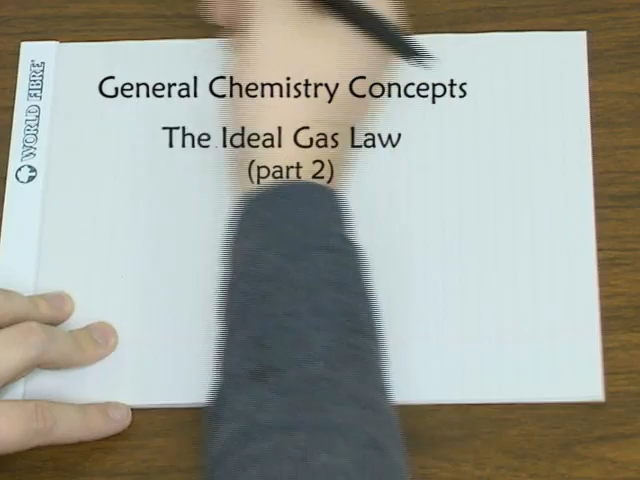 General Chemistry Concepts
The Ideal Gas Law
(part 2)
WORLD FIBRE